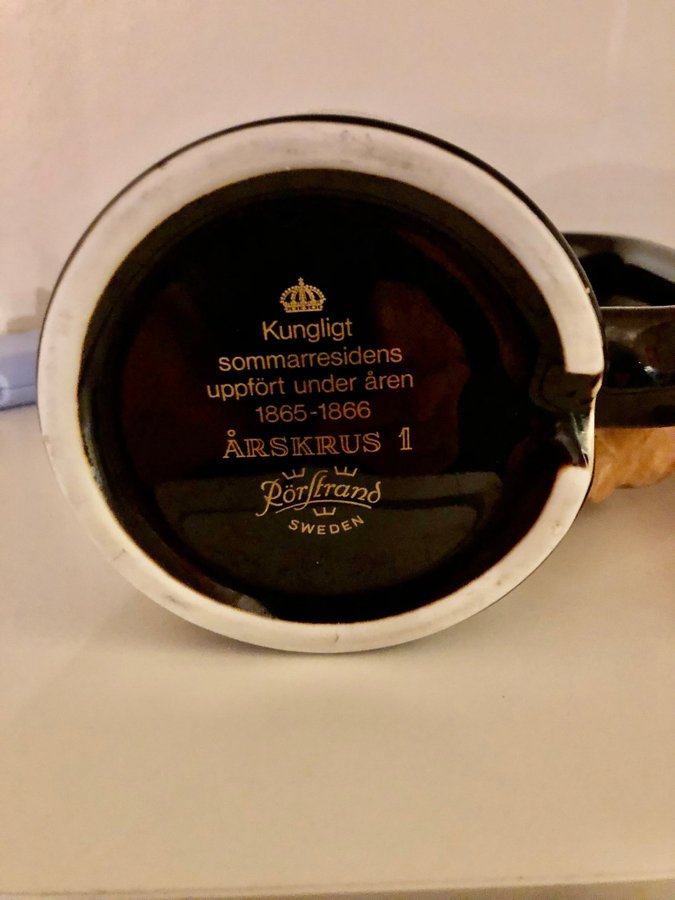 Kungligt
sommarresidens
uppfört under åren
1865-1866
ÅRSKRUS 1
Rörstrand
SWEDEN